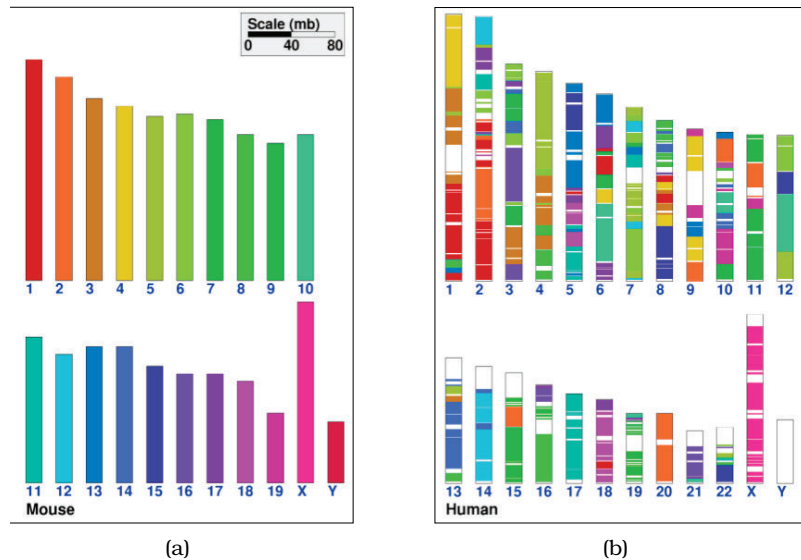 Scale (mb)
0 40 80
1 2 3 4 5 6 7 8 9 10
11 12 13 14 15 16 17 18 19 X Y
Mouse
(a)
1 2 3 4 5 6 7 8 9 10 11 12
13 14 15 16 17 18 19 20 21 22 X Y
Human
(b)